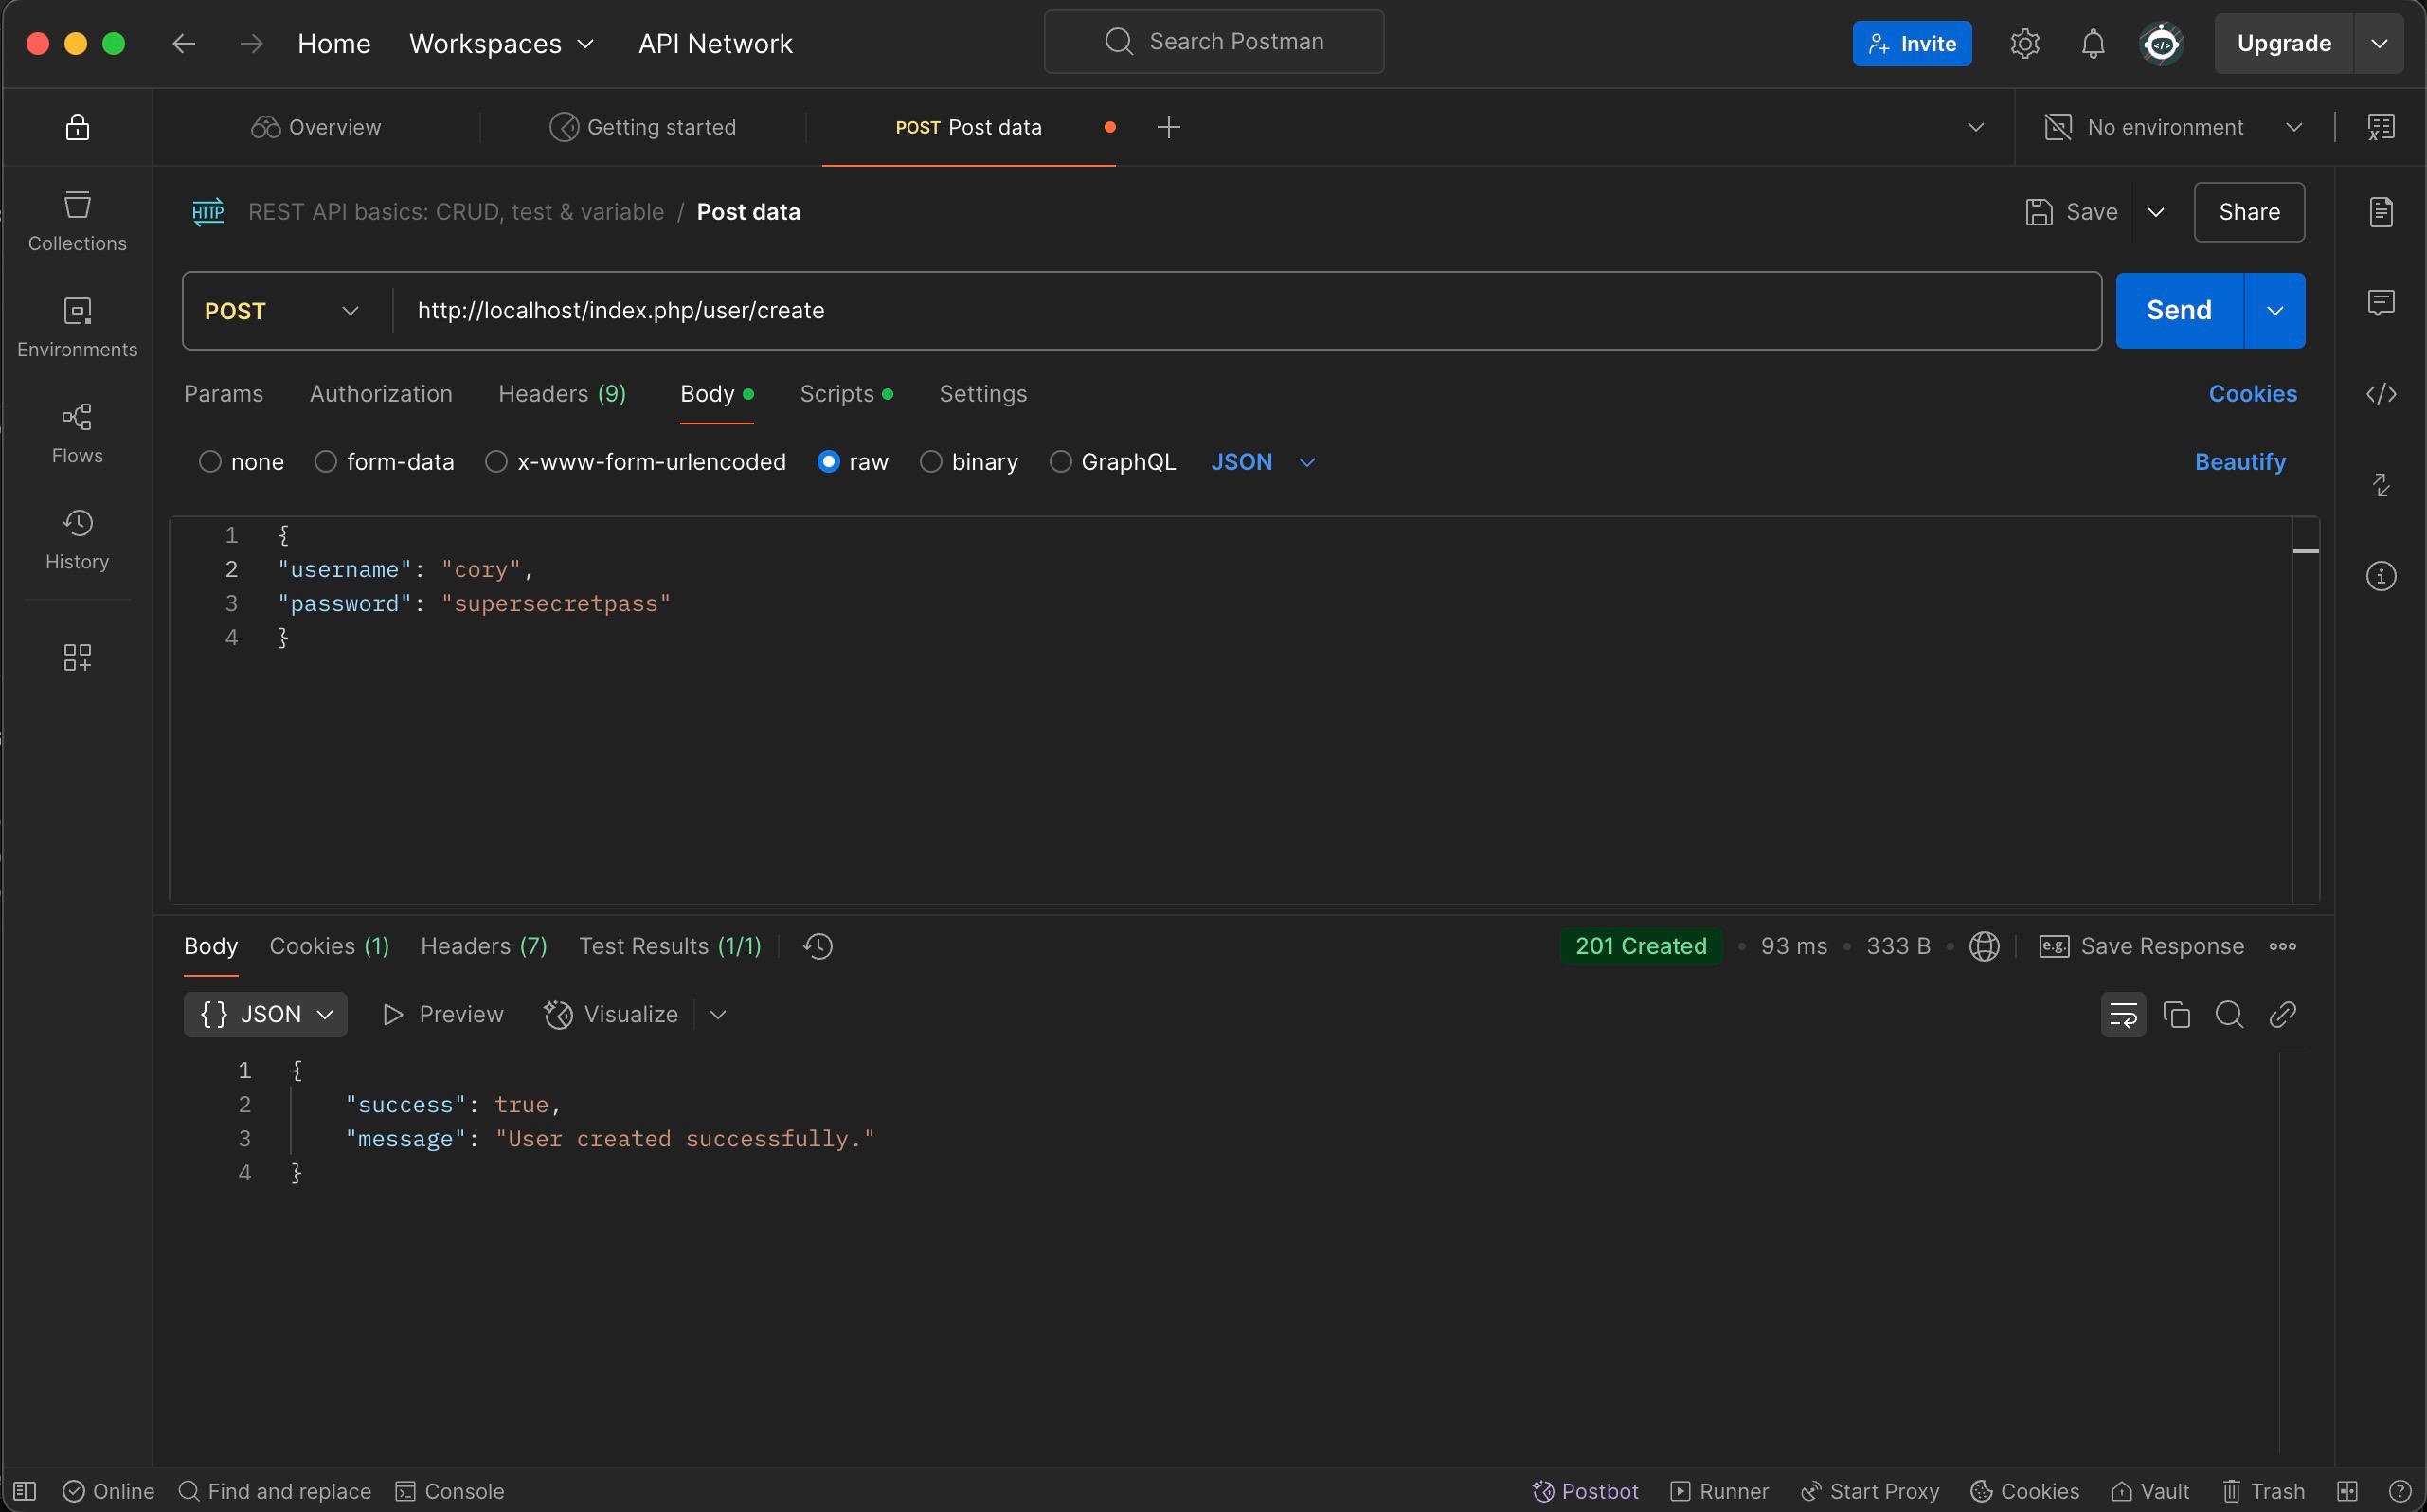 Home Workspaces API Network Search Postman Invite Upgrade
Overview Getting started POST Post data No environment
HTTP REST API basics: CRUD, test & variable / Post data Save Share
Collections
Environments
Flows
History
POST http://localhost/index.php/user/create Send
Params Authorization Headers (9) Body Scripts Settings Cookies
none form-data x-www-form-urlencoded raw binary GraphQL JSON Beautify
1 {
2 "username": "cory",
3 "password": "supersecretpass"
4 }
Body Cookies (1) Headers (7) Test Results (1/1) 201 Created • 93 ms • 333 B • e.g. Save Response
{} JSON Preview Visualize
1 {
2 "success": true,
3 "message": "User created successfully."
4 }
Online Find and replace Console Postbot Runner Start Proxy Cookies Vault Trash